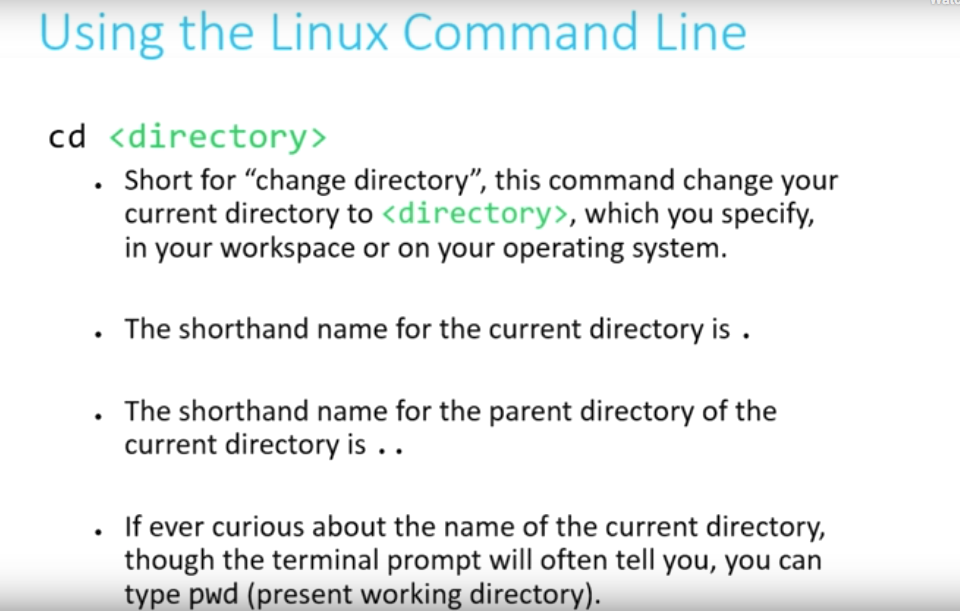 Using the Linux Command Line
cd <directory>
• Short for “change directory”, this command change your
current directory to <directory>, which you specify,
in your workspace or on your operating system.
• The shorthand name for the current directory is .
• The shorthand name for the parent directory of the
current directory is ..
• If ever curious about the name of the current directory,
though the terminal prompt will often tell you, you can
type pwd (present working directory).